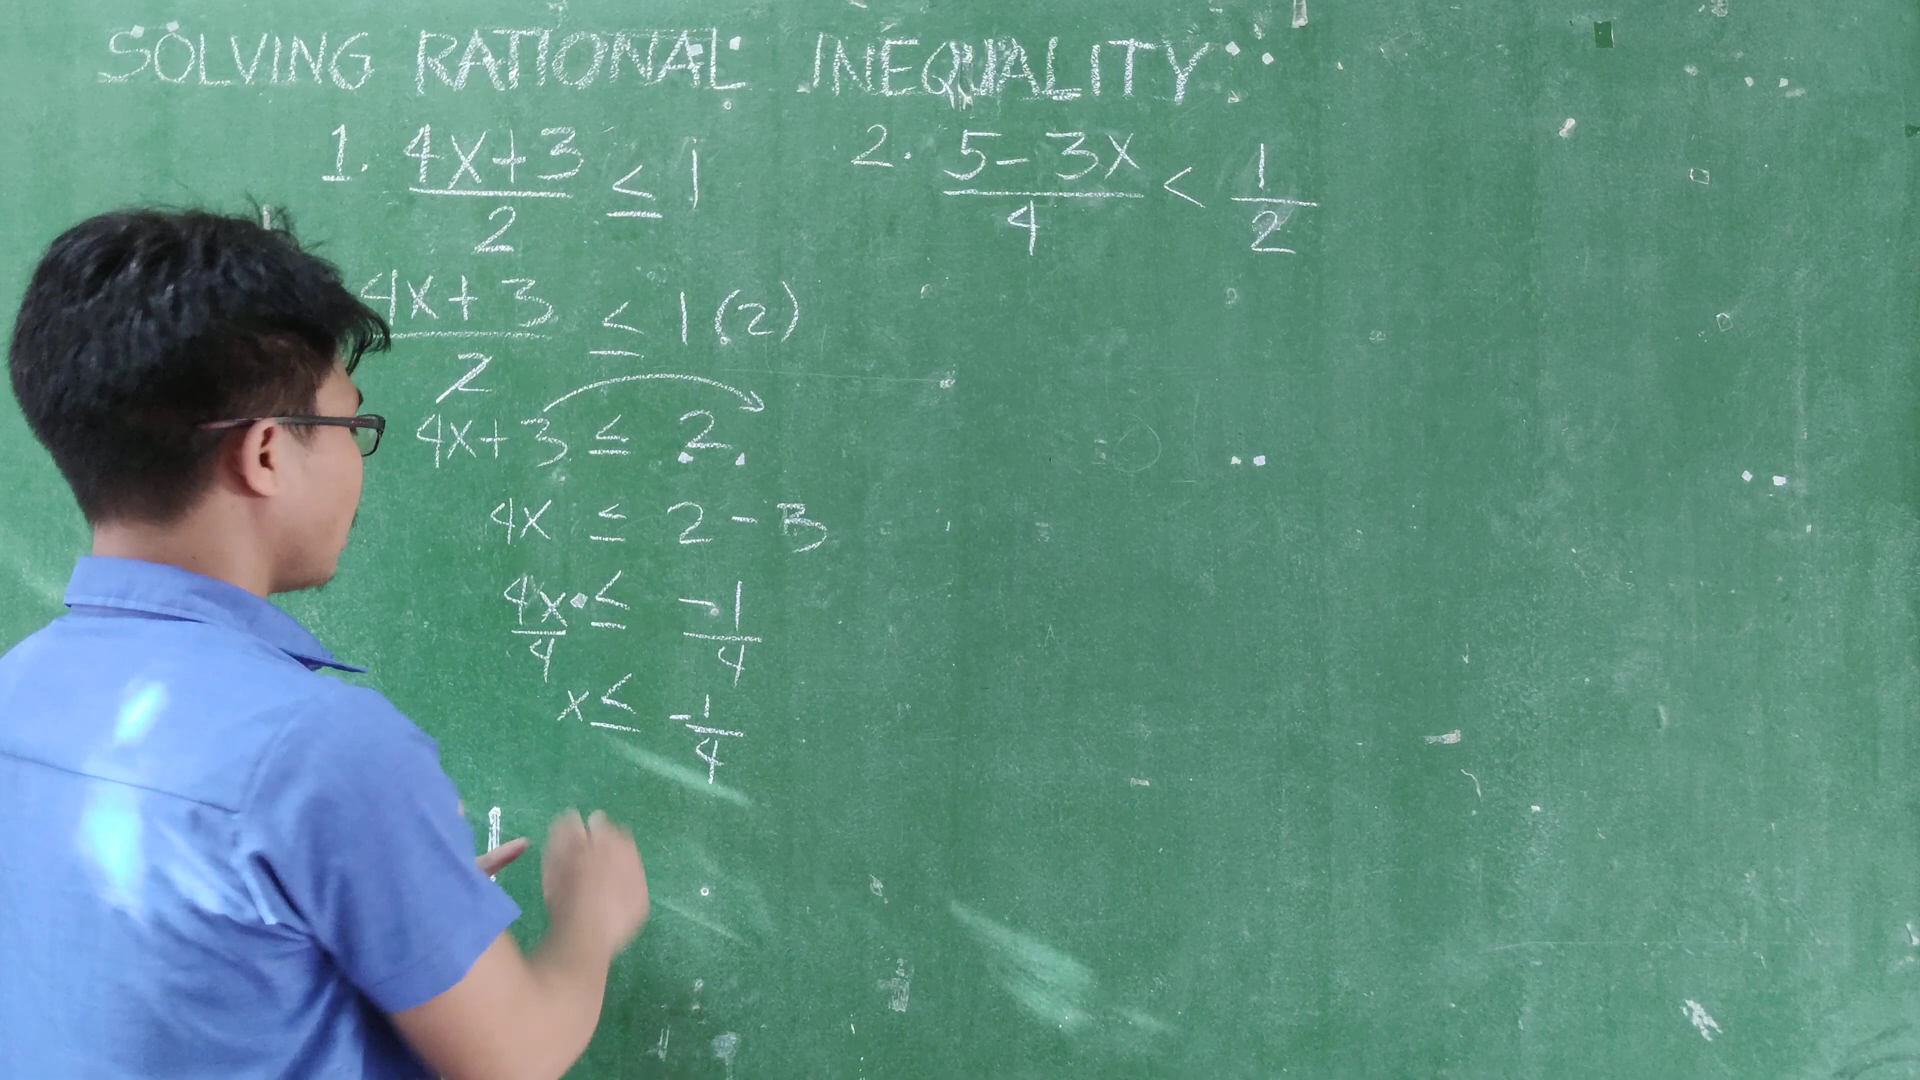 SOLVING RATIONAL INEQUALITY:
1. 4x+3/2 ≤ 1
2. 5-3x/4 < 1/2
4x+3/2 ≤ 1(2)
4x+3 ≤ 2
4x ≤ 2-3
4x/4 ≤ -1/4
x ≤ -1/4